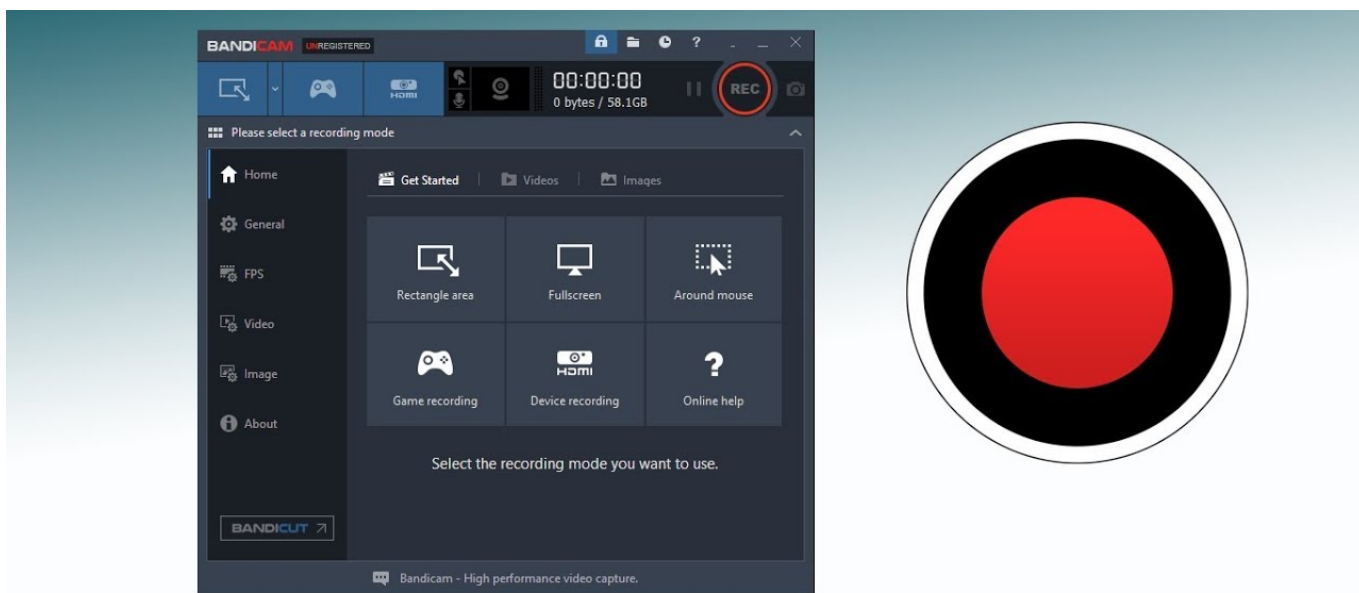 BANDICAM UNREGISTERED
?
HDMI
00:00:00
0 bytes / 58.1GB
REC
Please select a recording mode
Home
General
FPS
Video
Image
About
BANDICUT
Get Started
Videos
Images
Rectangle area
Fullscreen
Around mouse
HDMI
?
Game recording
Device recording
Online help
Select the recording mode you want to use.
Bandicam - High performance video capture.